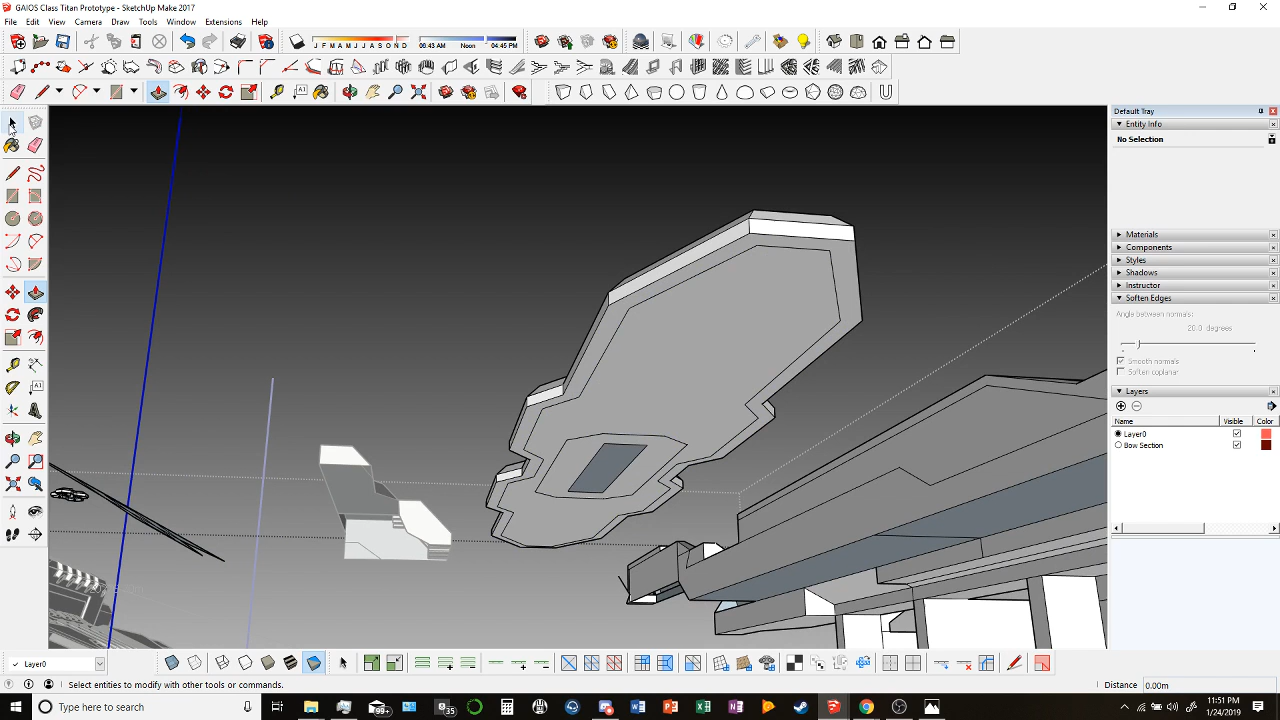 GAIOS Class Titan Prototype - SketchUp Make 2017
File Edit View Camera Draw Tools Window Extensions Help
J F M A M J J A S O N D
Noon 04:45 PM
Default Tray
Entity Info
No Selection
Materials
Components
Styles
Shadows
Instructor
Soften Edges
Angle between normals:
20.0 degrees
Smooth normals
Soften coplanar
Layers
Name Visible Color
Layer0
Bow Section
Layer0
Select entities to modify with other tools or commands.
Distance 0.00m
Type here to search
99+
35
11:51 PM
1/24/2019